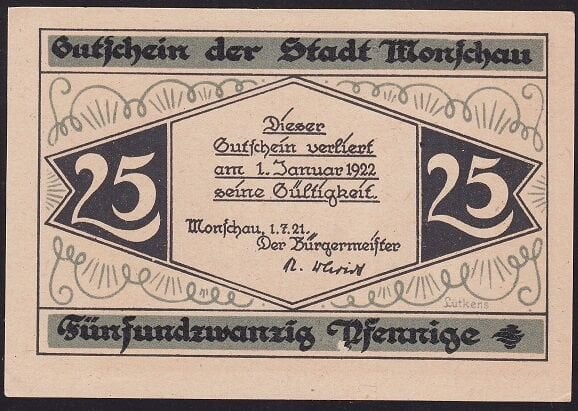 Gutschein der Stadt Monschau
Dieser
Gutschein verliert
am 1. Januar 1922
seine Gültigkeit.
25
25
Monschau, 1.7.21.
Der Bürgermeister
Lütkens
Fünfundzwanzig Pfennige